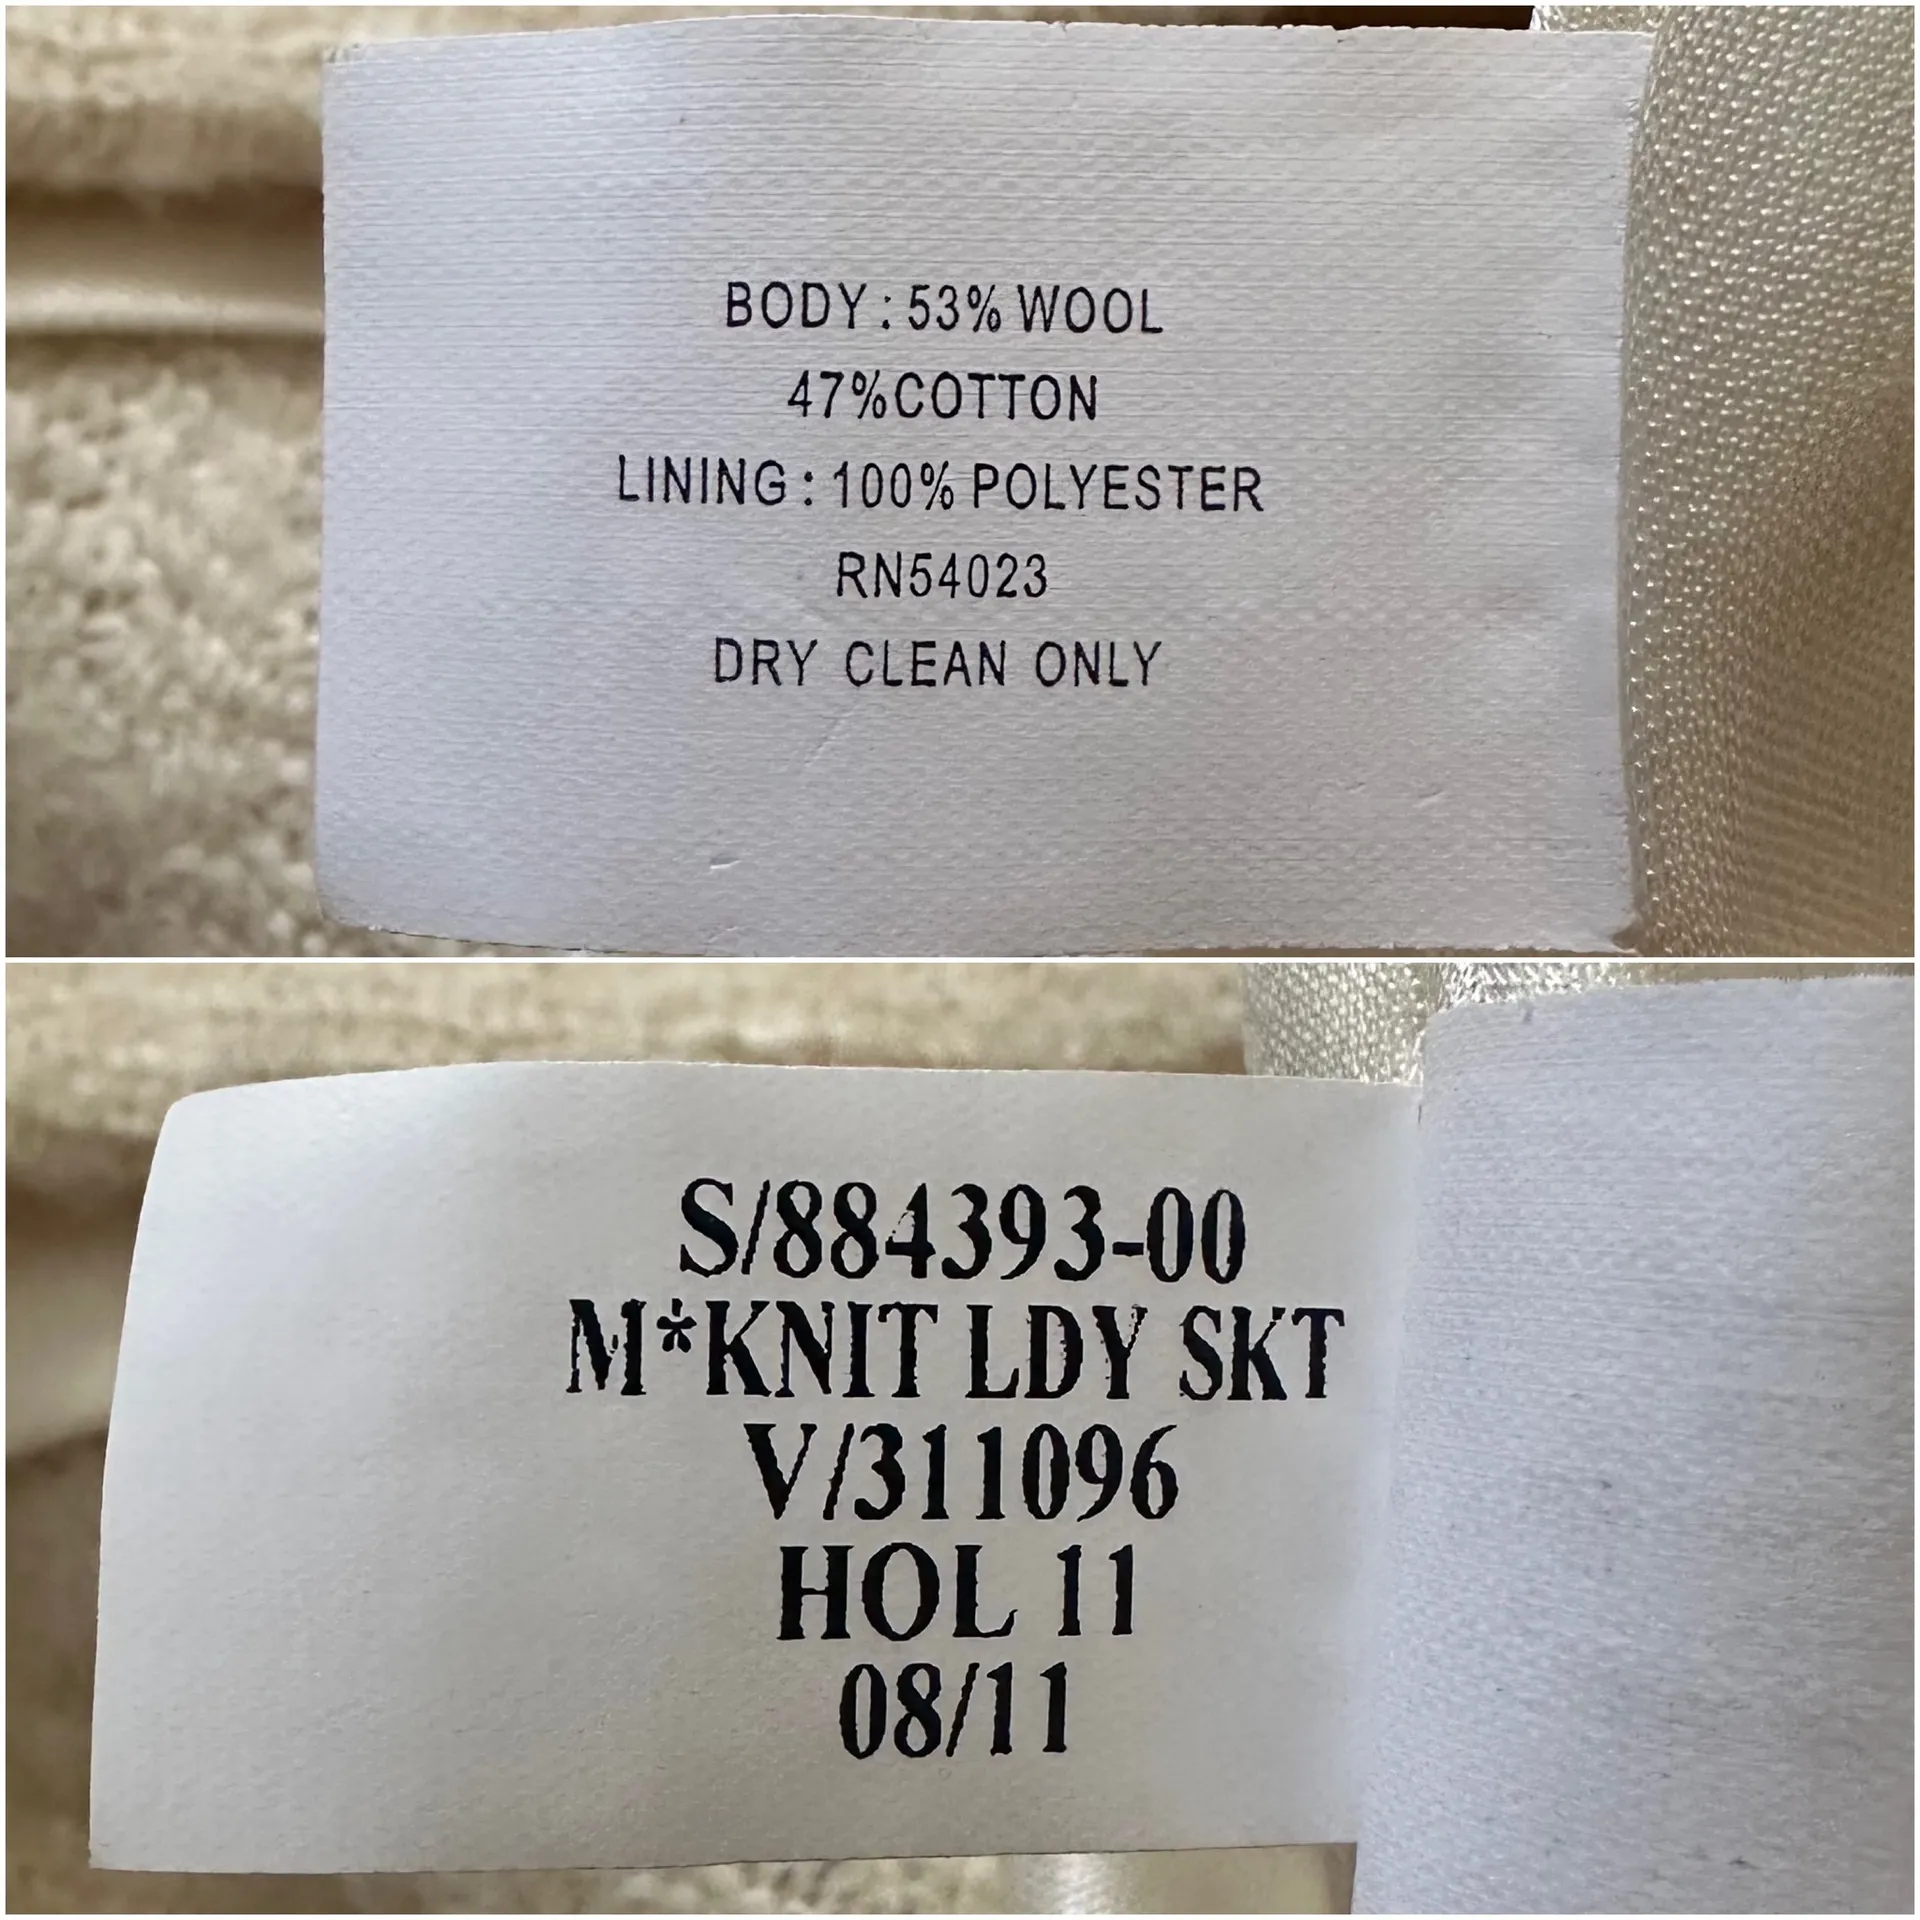 BODY : 53% WOOL
47%COTTON
LINING : 100% POLYESTER
RN54023
DRY CLEAN ONLY
S/884393-00
M*KNIT LDY SKT
V/311096
HOL 11
08/11